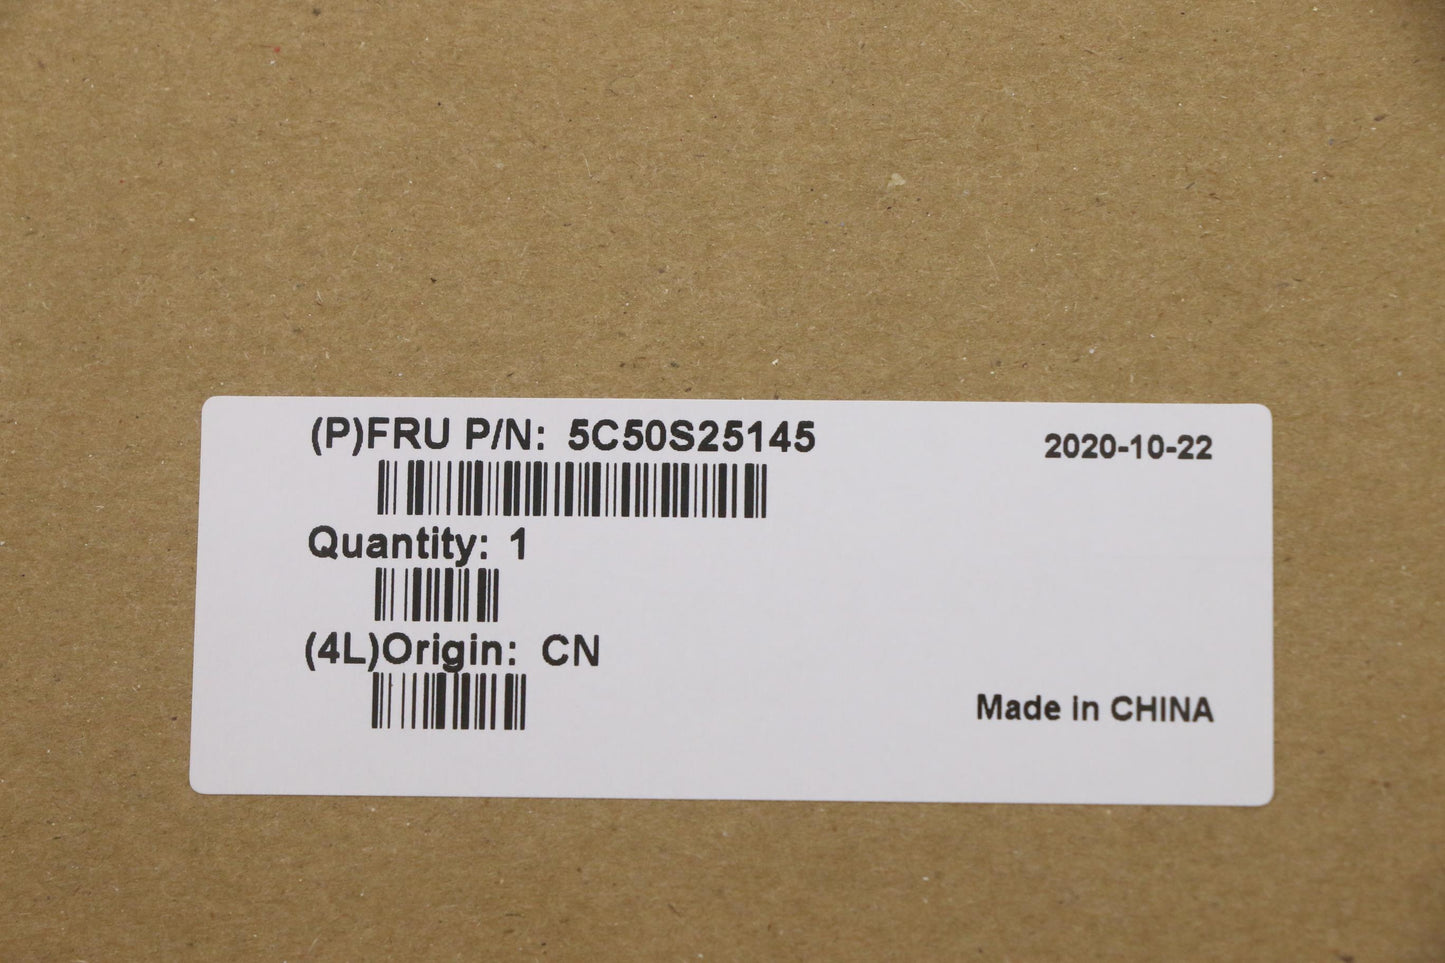 (P)FRU P/N: 5C50S25145
2020-10-22
Quantity: 1
(4L)Origin: CN
Made in CHINA